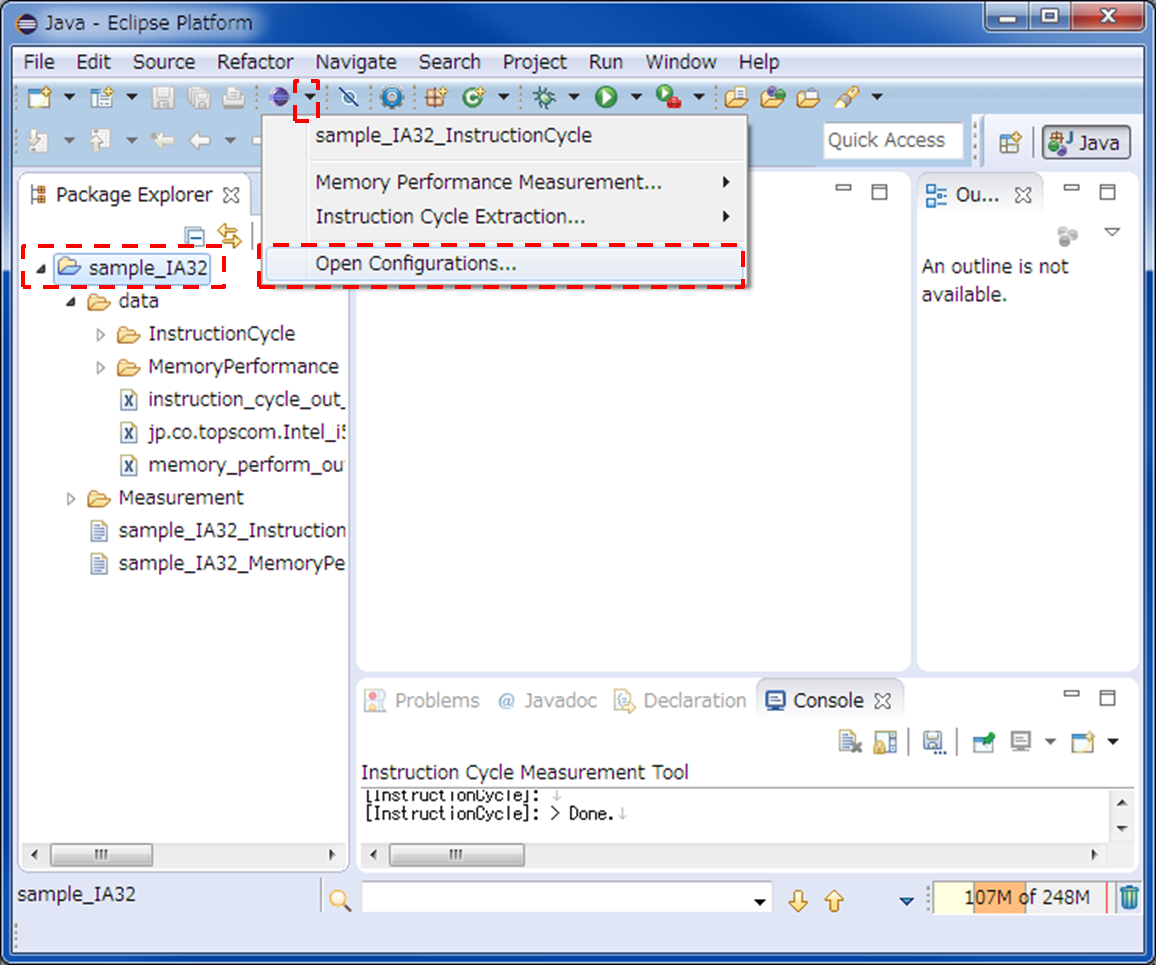 Java - Eclipse Platform
File Edit Source Refactor Navigate Search Project Run Window Help
sample_IA32_InstructionCycle
Memory Performance Measurement...
Instruction Cycle Extraction...
Open Configurations...
Quick Access
Java
Package Explorer
sample_IA32
data
InstructionCycle
MemoryPerformance
instruction_cycle_out_
jp.co.topscom.Intel_i5
memory_perform_ou
Measurement
sample_IA32_Instruction
sample_IA32_MemoryPe
Ou...
An outline is not
available.
Problems @ Javadoc Declaration Console
Instruction Cycle Measurement Tool
[InstructionCycle]: ↓
[InstructionCycle]: > Done.↓
sample_IA32
107M of 248M